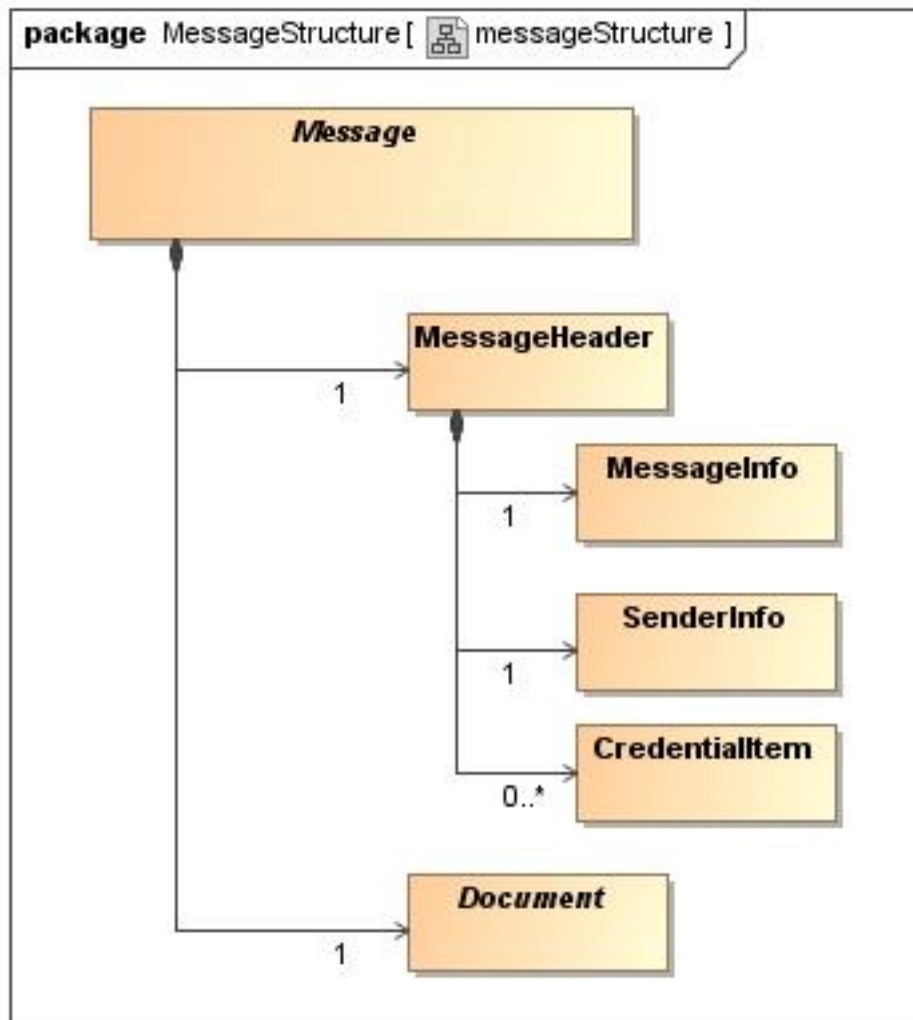 package MessageStructure [ messageStructure ]
Message
MessageHeader
1
MessageInfo
1
SenderInfo
1
CredentialItem
0..*
Document
1